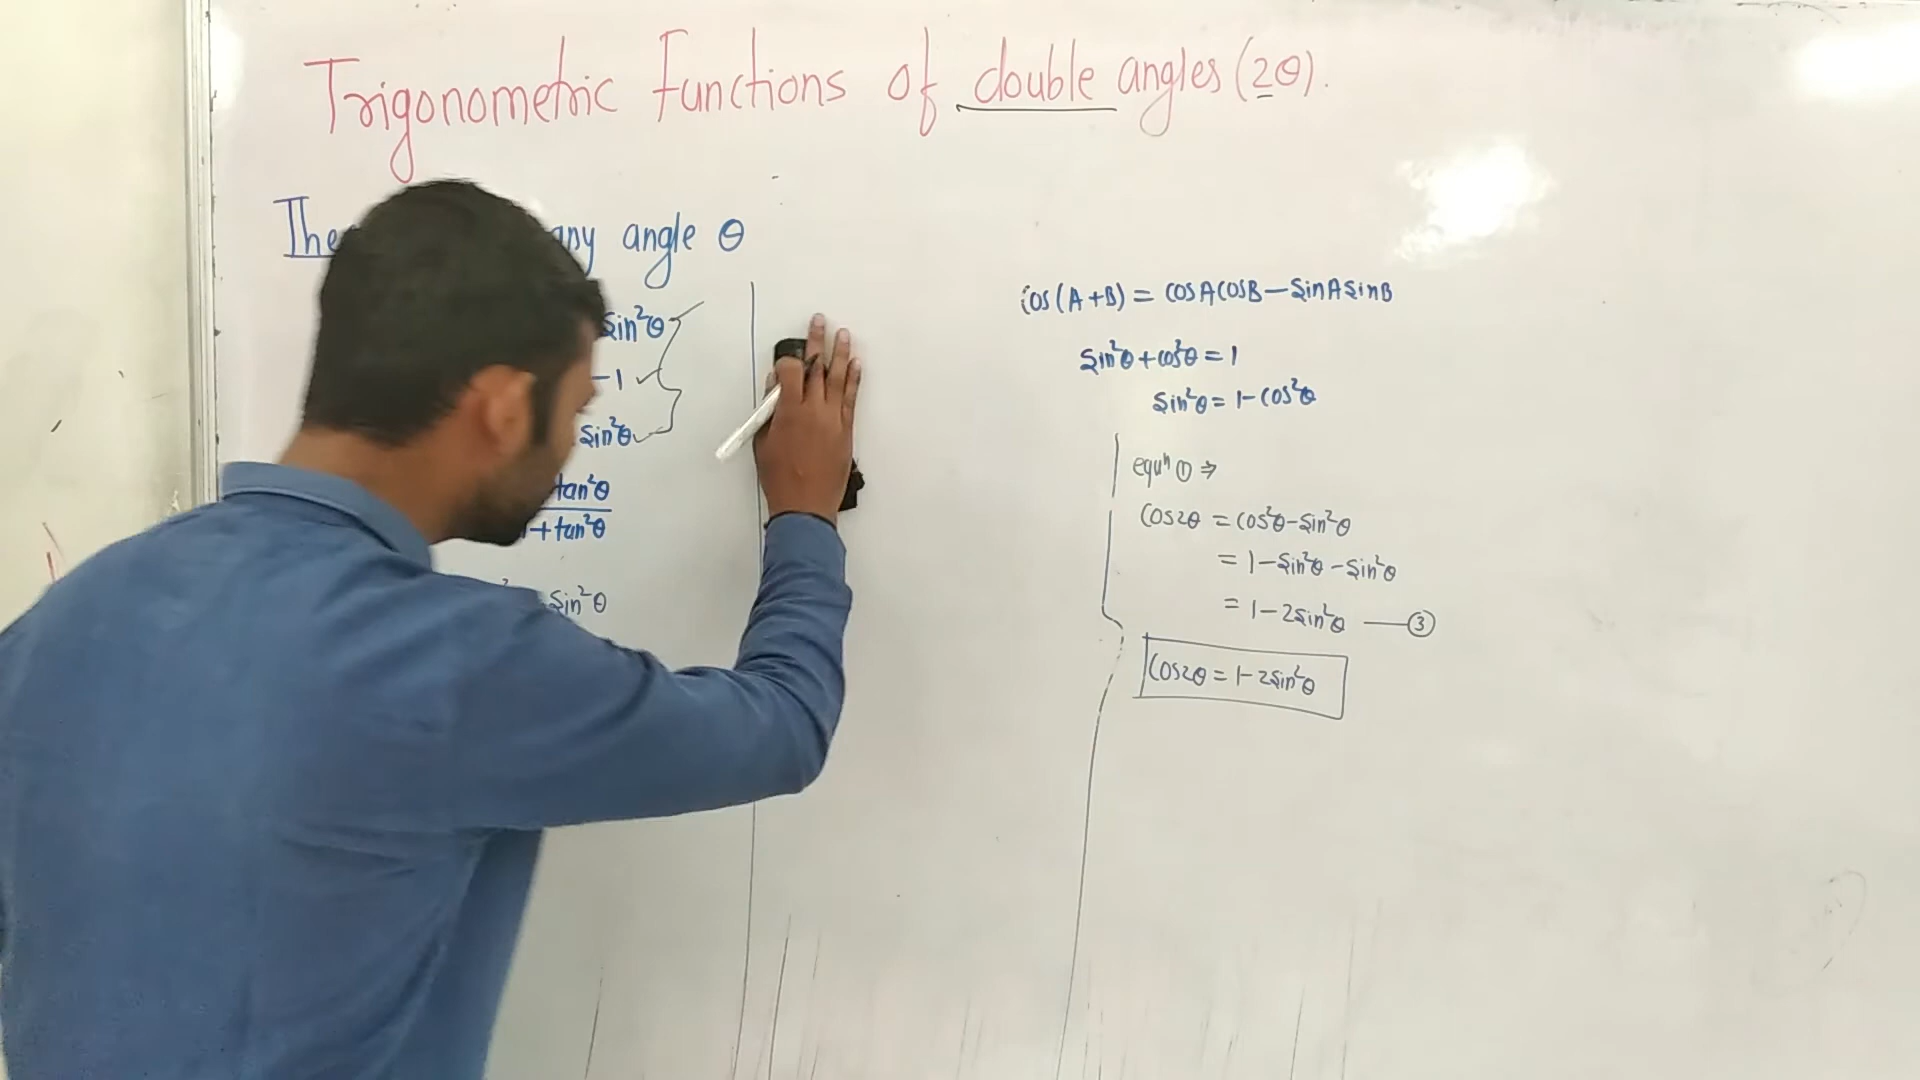 Trigonometric Functions of double angles (2θ).
any angle θ
sin²θ
-1
sin²θ
tan²θ
+tan²θ
sin²θ
cos(A+B) = cosAcosB-sinAsinB
sin²θ+cos²θ=1
sin²θ=1-cos²θ
equⁿ ① ⇒
cos2θ = cos²θ-sin²θ
= 1-sin²θ-sin²θ
= 1-2sin²θ —③
cos2θ = 1-2sin²θ